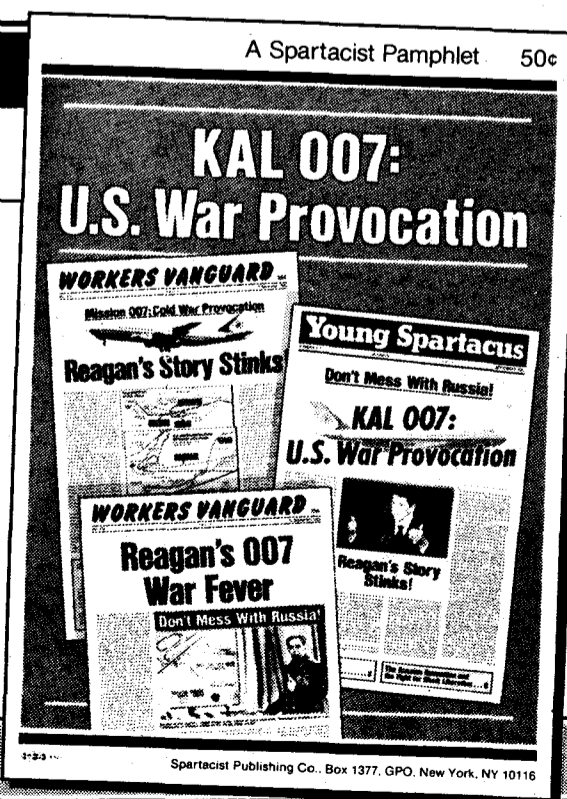 A Spartacist Pamphlet 50¢
KAL 007:
U.S. War Provocation
WORKERS VANGUARD
Mission 007: Cold War Provocation
Reagan's Story Stinks
Young Spartacus
Don't Mess With Russia!
KAL 007:
U.S. War Provocation
Reagan's Story
Stinks!
WORKERS VANGUARD
Reagan's 007
War Fever
Don't Mess With Russia!
Spartacist Publishing Co., Box 1377, GPO, New York, NY 10116